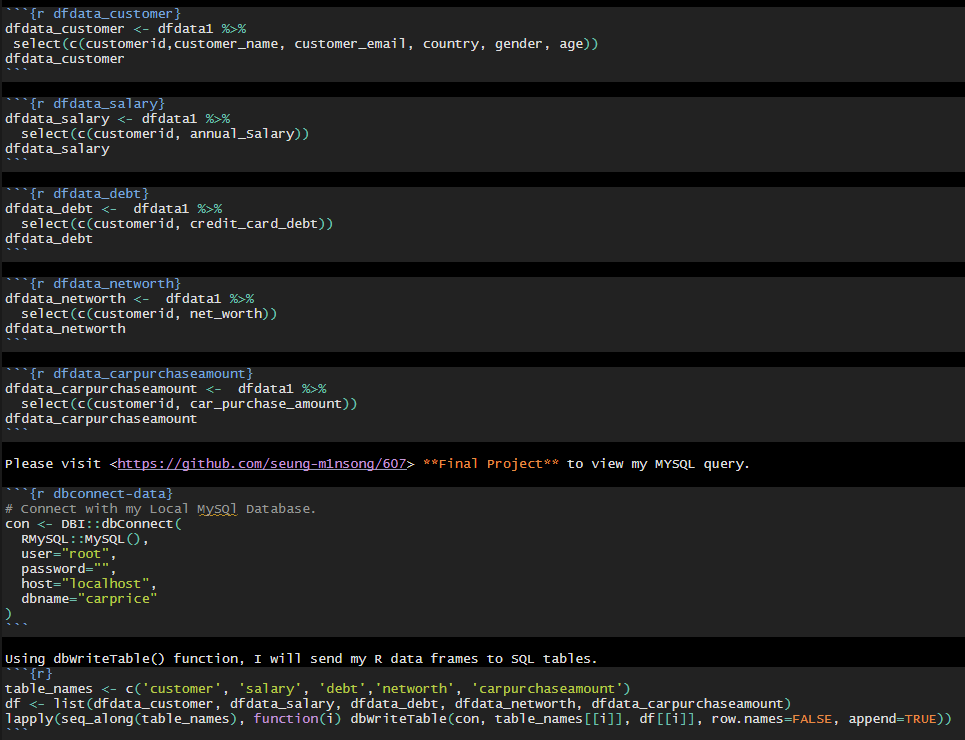 ```{r dfdata_customer}
dfdata_customer <- dfdata1 %>%
 select(c(customerid,customer_name, customer_email, country, gender, age))
dfdata_customer
```
```{r dfdata_salary}
dfdata_salary <- dfdata1 %>%
  select(c(customerid, annual_Salary))
dfdata_salary
```
```{r dfdata_debt}
dfdata_debt <-  dfdata1 %>%
  select(c(customerid, credit_card_debt))
dfdata_debt
```
```{r dfdata_networth}
dfdata_networth <-  dfdata1 %>%
  select(c(customerid, net_worth))
dfdata_networth
```
```{r dfdata_carpurchaseamount}
dfdata_carpurchaseamount <-  dfdata1 %>%
  select(c(customerid, car_purchase_amount))
dfdata_carpurchaseamount
```
Please visit <https://github.com/seung-m1nsong/607> **Final Project** to view my MYSQL query.
```{r dbconnect-data}
# Connect with my Local MySQl Database.
con <- DBI::dbConnect(
  RMySQL::MySQL(),
  user="root",
  password="",
  host="localhost",
  dbname="carprice"
)
```
Using dbWriteTable() function, I will send my R data frames to SQL tables.
```{r}
table_names <- c('customer', 'salary', 'debt','networth', 'carpurchaseamount')
df <- list(dfdata_customer, dfdata_salary, dfdata_debt, dfdata_networth, dfdata_carpurchaseamount)
lapply(seq_along(table_names), function(i) dbWriteTable(con, table_names[[i]], df[[i]], row.names=FALSE, append=TRUE))
```